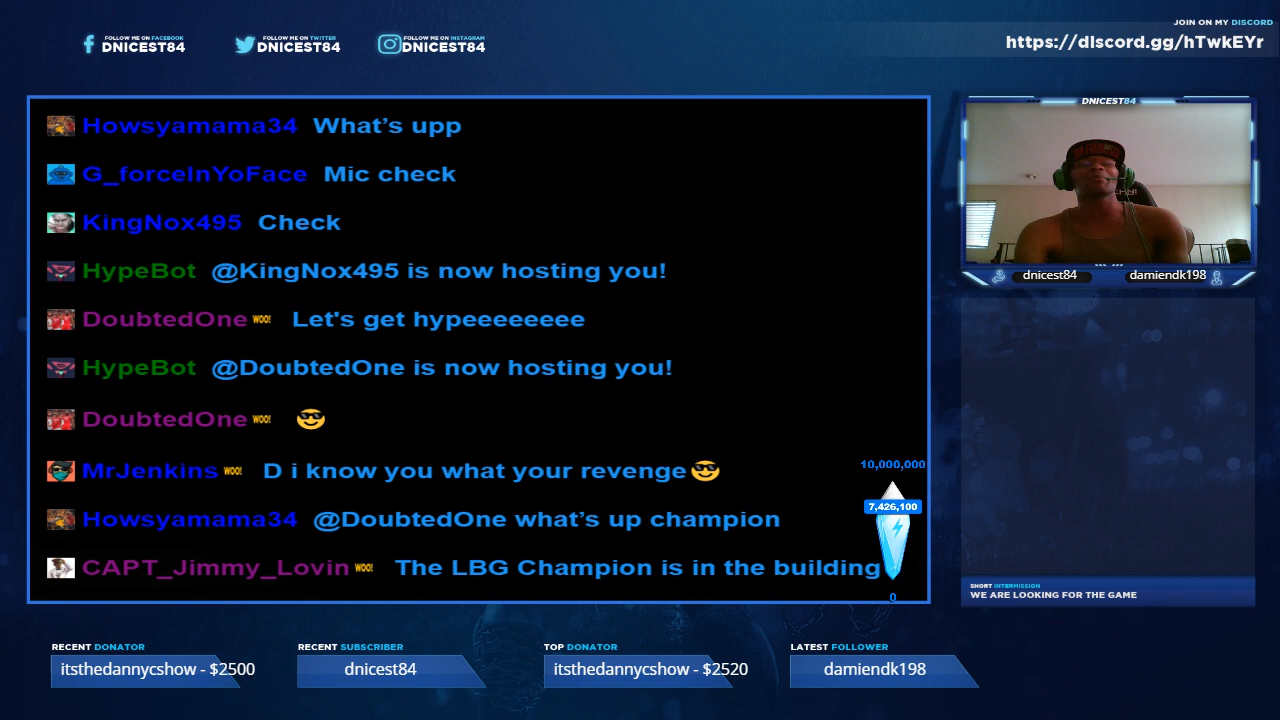 JOIN ON MY DISCORD
https://discord.gg/hTwkEYr
FOLLOW ME ON FACEBOOK
DNICEST84
FOLLOW ME ON TWITTER
DNICEST84
FOLLOW ME ON INSTAGRAM
DNICEST84
Howsyamama34 What's upp
G_forceInYoFace Mic check
KingNox495 Check
HypeBot @KingNox495 is now hosting you!
DoubtedOne WOO! Let's get hypeeeeeeee
HypeBot @DoubtedOne is now hosting you!
DoubtedOne WOO! 😎
MrJenkins WOO! D i know you what your revenge😎
Howsyamama34 @DoubtedOne what's up champion
CAPT_Jimmy_Lovin WOO! The LBG Champion is in the building
10,000,000
7,426,100
0
DNICEST84
dnicest84
damiendk198
SHORT INTERMISSION
WE ARE LOOKING FOR THE GAME
RECENT DONATOR
itsthedannycshow - $2500
RECENT SUBSCRIBER
dnicest84
TOP DONATOR
itsthedannycshow - $2520
LATEST FOLLOWER
damiendk198